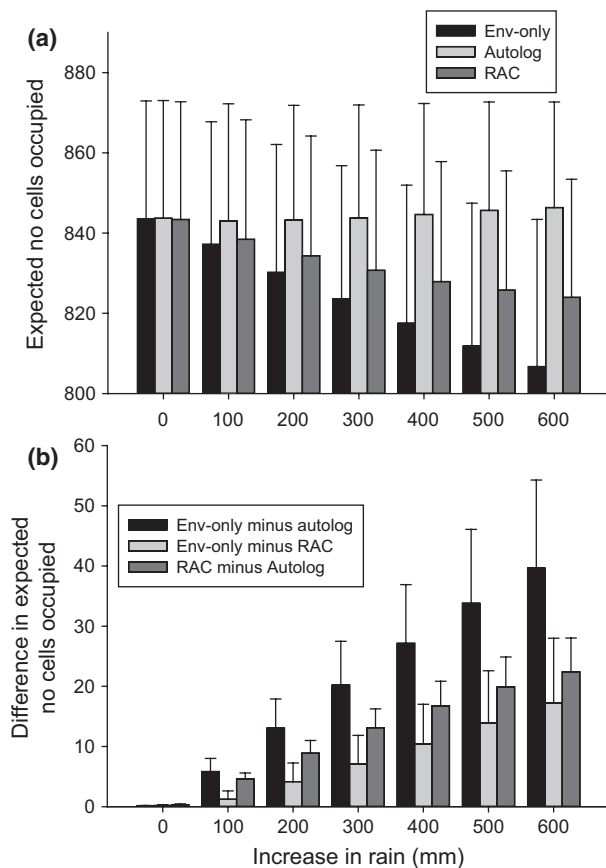 (a)
Env-only
Autolog
RAC
Expected no cells occupied
880
860
840
820
800
0 100 200 300 400 500 600
(b)
Env-only minus autolog
Env-only minus RAC
RAC minus Autolog
Difference in expected
no cells occupied
60
50
40
30
20
10
0
0 100 200 300 400 500 600
Increase in rain (mm)